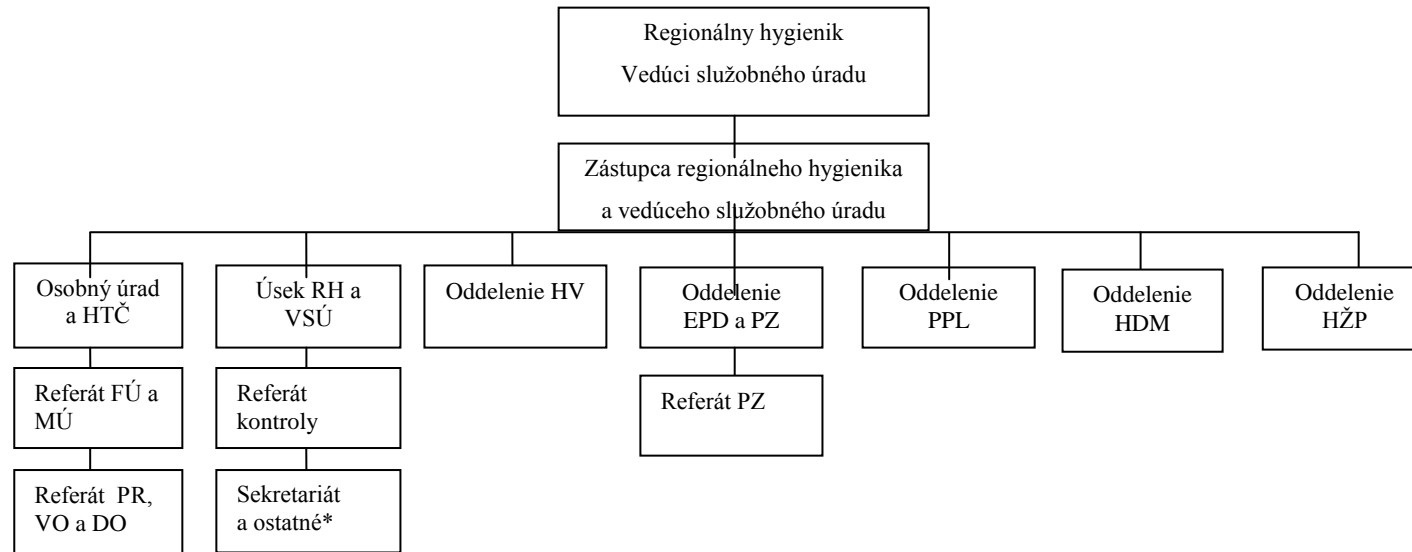 Regionálny hygienik
Vedúci služobného úradu
Zástupca regionálneho hygienika
a vedúceho služobného úradu
Osobný úrad
a HTČ
Úsek RH a
VSÚ
Oddelenie HV
Oddelenie
EPD a PZ
Oddelenie
PPL
Oddelenie
HDM
Oddelenie
HŽP
Referát FÚ a
MÚ
Referát
kontroly
Referát PZ
Referát PR,
VO a DO
Sekretariát
a ostatné*